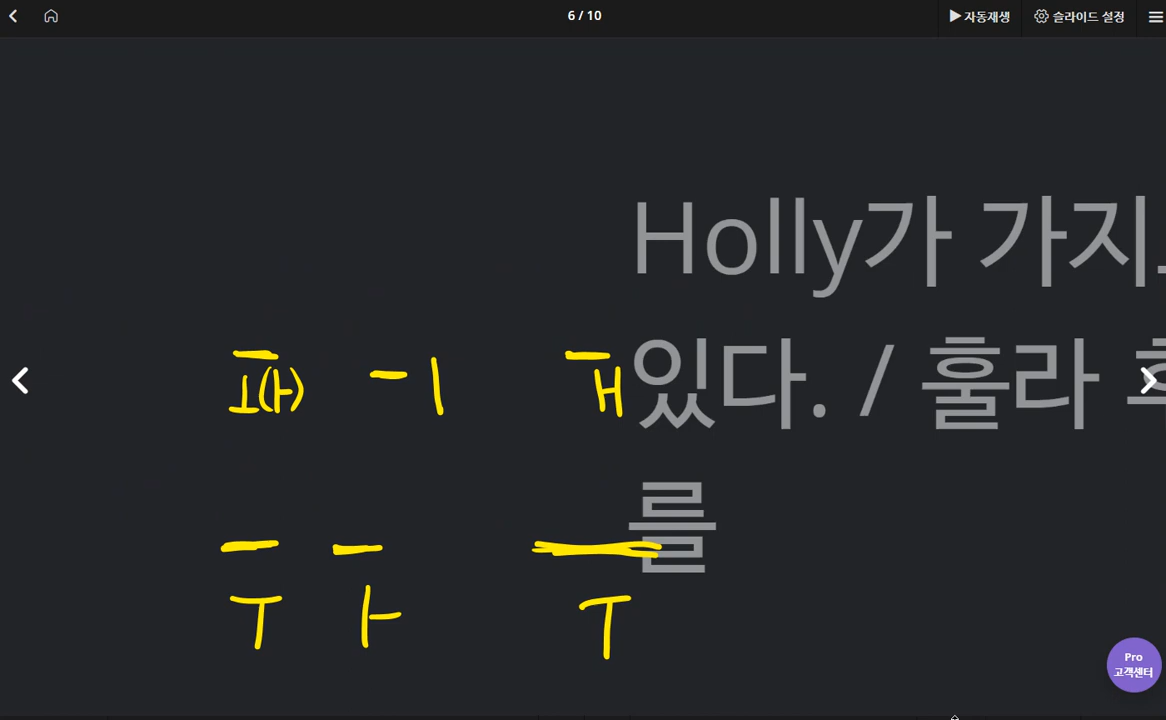 6 / 10
▶자동재생
슬라이드 설정
Holly가 가지
있다. / 훌라
를
ㅗ(ㅏ) ㅡㅣ ㅐ
ㅜ ㅏ ㅜ
Pro
고객센터